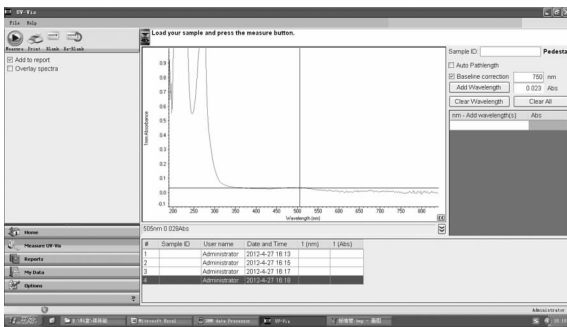 UV-Vis
File Help
Measure Print Blank Re-Blank
Load your sample and press the measure button.
Add to report
Overlay spectra
1mm Absorbance
0.9
0.8
0.7
0.6
0.5
0.4
0.3
0.2
0.1
0.0
-0.1
200 250 300 350 400 450 500 550 600 650 700 750 800
Wavelength (nm)
505nm 0.028Abs
Sample ID: Pedesta
Auto Pathlength
Baseline correction 750 nm
Add Wavelength 0.023 Abs
Clear Wavelength Clear All
nm - Add wavelength(s) Abs
Home
Measure UV-Vis
Reports
My Data
Options
# Sample ID User name Date and Time 1 (nm) 1 (Abs)
1 Administrator 2012-4-27 16:13
2 Administrator 2012-4-27 16:15
3 Administrator 2012-4-27 16:17
4 Administrator 2012-4-27 16:18
Administrator
Microsoft Excel
UV-Vis